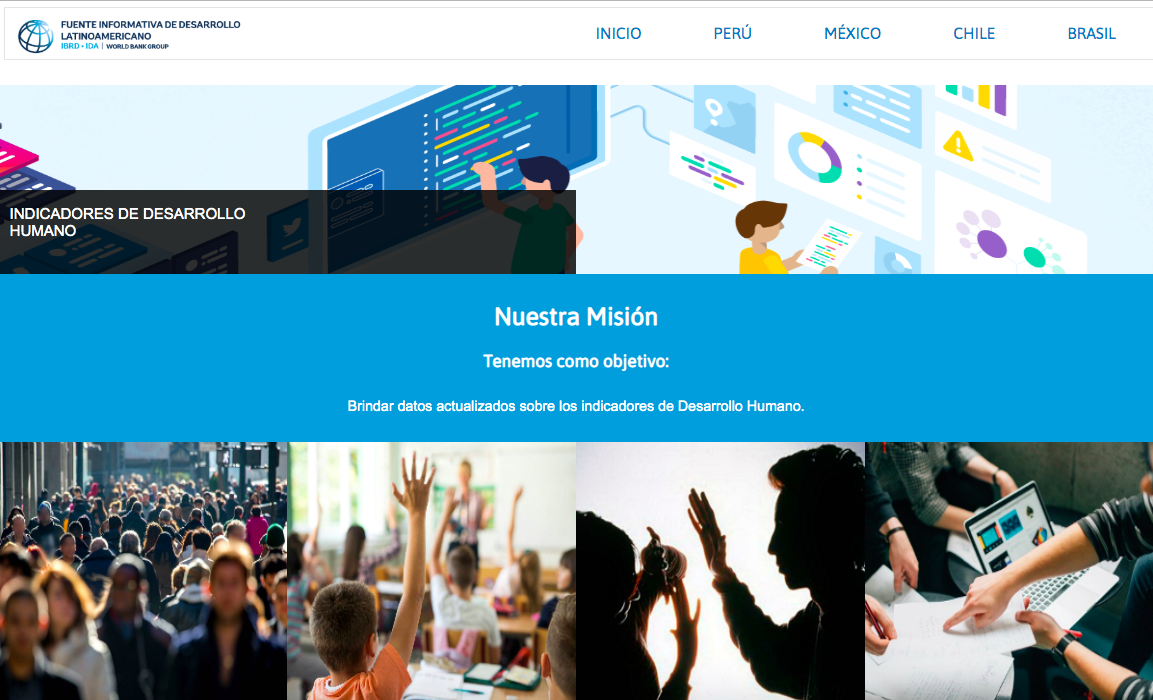 FUENTE INFORMATIVA DE DESARROLLO
LATINOAMERICANO
IBRD • IDA | WORLD BANK GROUP
INICIO PERÚ MÉXICO CHILE BRASIL
INDICADORES DE DESARROLLO
HUMANO
Nuestra Misión
Tenemos como objetivo:
Brindar datos actualizados sobre los indicadores de Desarrollo Humano.